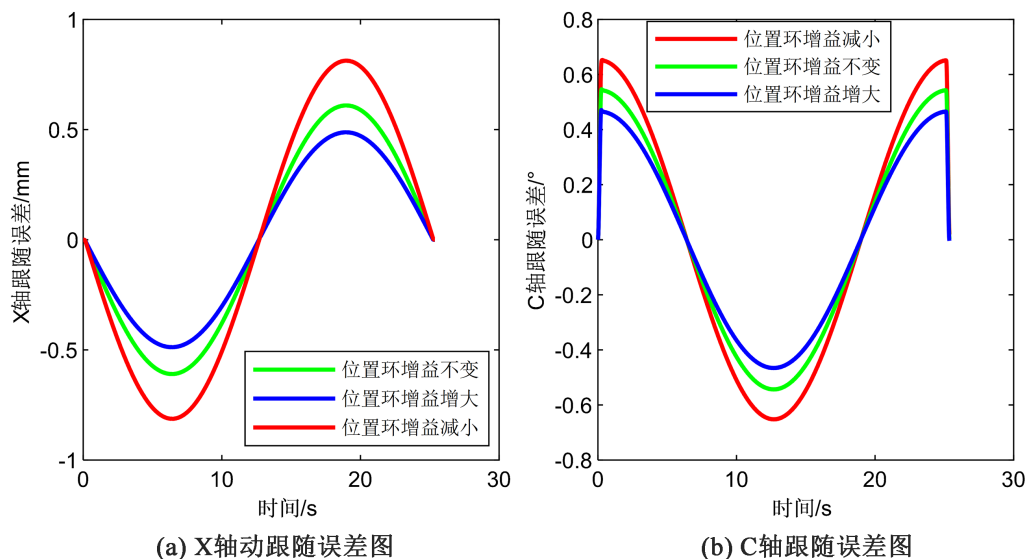 1
0.5
0
-0.5
-1
X轴跟随误差/mm
位置环增益不变
位置环增益增大
位置环增益减小
0
10
20
30
时间/s
(a) X轴动跟随误差图
0.8
0.6
0.4
0.2
0
-0.2
-0.4
-0.6
-0.8
C轴跟随误差/°
位置环增益减小
位置环增益不变
位置环增益增大
0
10
20
30
时间/s
(b) C轴跟随误差图